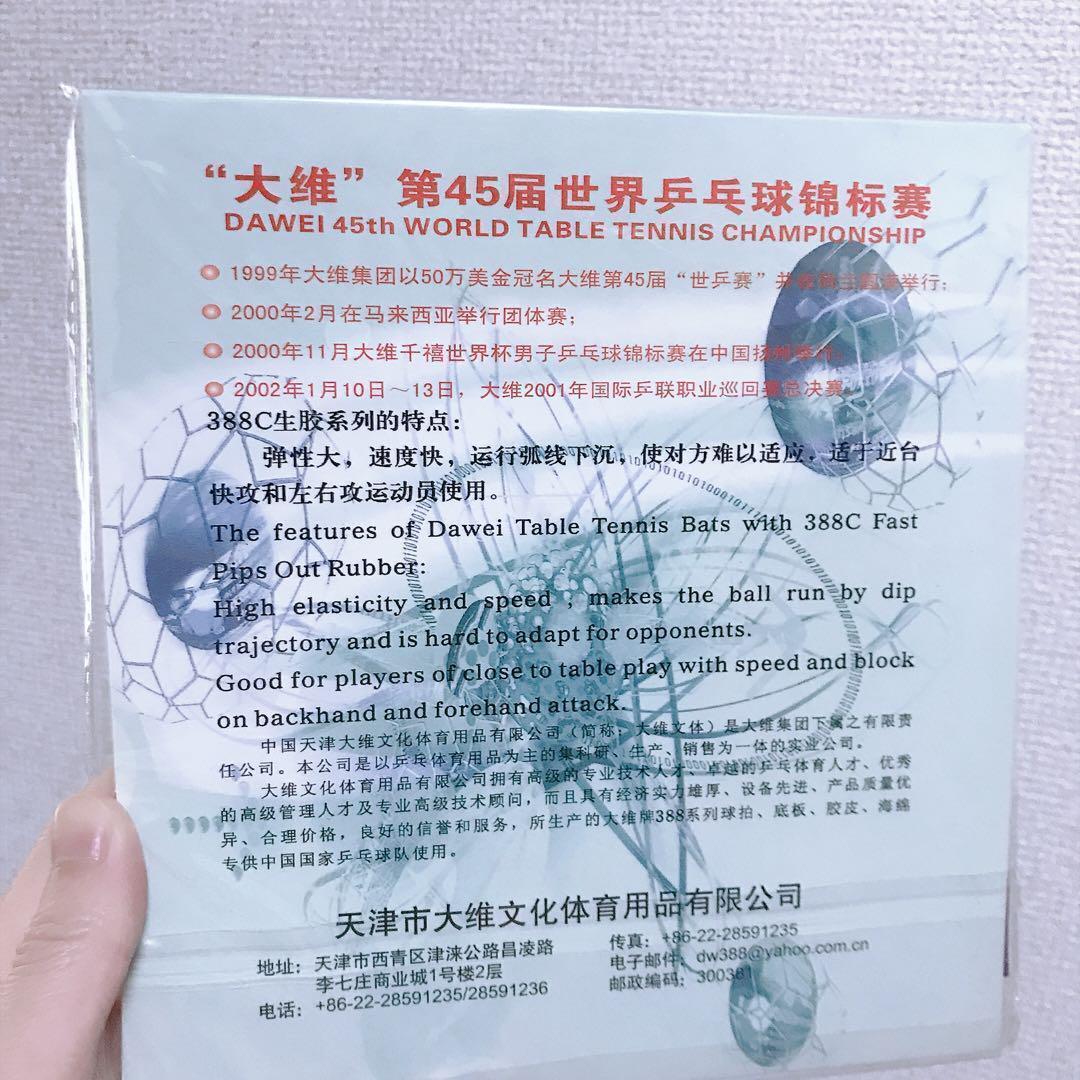 “大维”第45届世界乒乓球锦标赛
DAWEI 45th WORLD TABLE TENNIS CHAMPIONSHIP
1999年大维集团以50万美金冠名大维第45届“世乒赛”并在荷兰圆满举行；
2000年2月在马来西亚举行团体赛；
2000年11月大维千禧世界杯男子乒乓球锦标赛在中国扬州举行；
2002年1月10日～13日，大维2001年国际乒联职业巡回赛总决赛
388C生胶系列的特点：
弹性大，速度快，运行弧线下沉，使对方难以适应，适于近台
快攻和左右攻运动员使用。
The features of Dawei Table Tennis Bats with 388C Fast
Pips Out Rubber:
High elasticity and speed , makes the ball run by dip
trajectory and is hard to adapt for opponents.
Good for players of close to table play with speed and block
on backhand and forehand attack.
中国天津大维文化体育用品有限公司（简称：大维文体）是大维集团下属之有限责
任公司。本公司是以乒乓体育用品为主的集科研、生产、销售为一体的实业公司。
大维文化体育用品有限公司拥有高级的专业技术人才、卓越的乒乓体育人才、优秀
的高级管理人才及专业高级技术顾问，而且具有经济实力雄厚、设备先进、产品质量优
异、合理价格，良好的信誉和服务，所生产的大维牌388系列球拍、底板、胶皮、海绵
专供中国国家乒乓球队使用。
天津市大维文化体育用品有限公司
地址：天津市西青区津涞公路昌凌路
李七庄商业城1号楼2层
电话：+86-22-28591235/28591236
传真：+86-22-28591235
电子邮件：dw388@yahoo.com.cn
邮政编码：300381